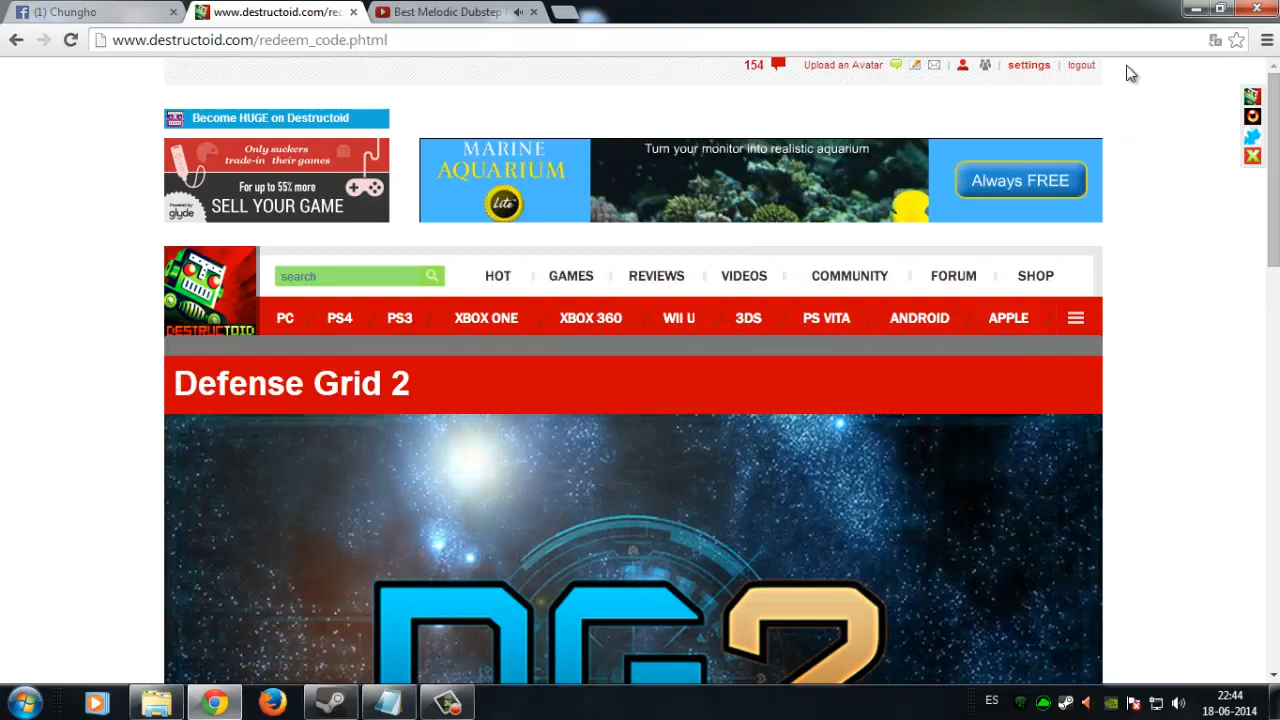 (1) Chungho
www.destructoid.com/re
Best Melodic Dubstep
www.destructoid.com/redeem_code.phtml
154
Upload an Avatar
settings
logout
Become HUGE on Destructoid
Only suckers
trade-in their games
For up to 55% more
SELL YOUR GAME
Powered by
glyde
MARINE
AQUARIUM
Lite
Turn your monitor into realistic aquarium
Always FREE
DESTRUCTOID
search
HOT
GAMES
REVIEWS
VIDEOS
COMMUNITY
FORUM
SHOP
PC
PS4
PS3
XBOX ONE
XBOX 360
WII U
3DS
PS VITA
ANDROID
APPLE
Defense Grid 2
DG2
ES
22:44
18-06-2014